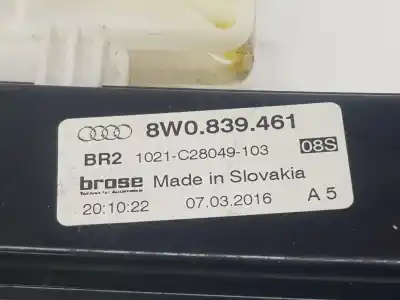 8W0.839.461
BR2 1021-C28049-103 08S
brose Made in Slovakia
20:10:22 07.03.2016 A 5